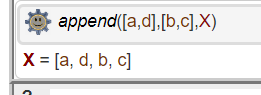 append([a,d],[b,c],X)
X = [a, d, b, c]